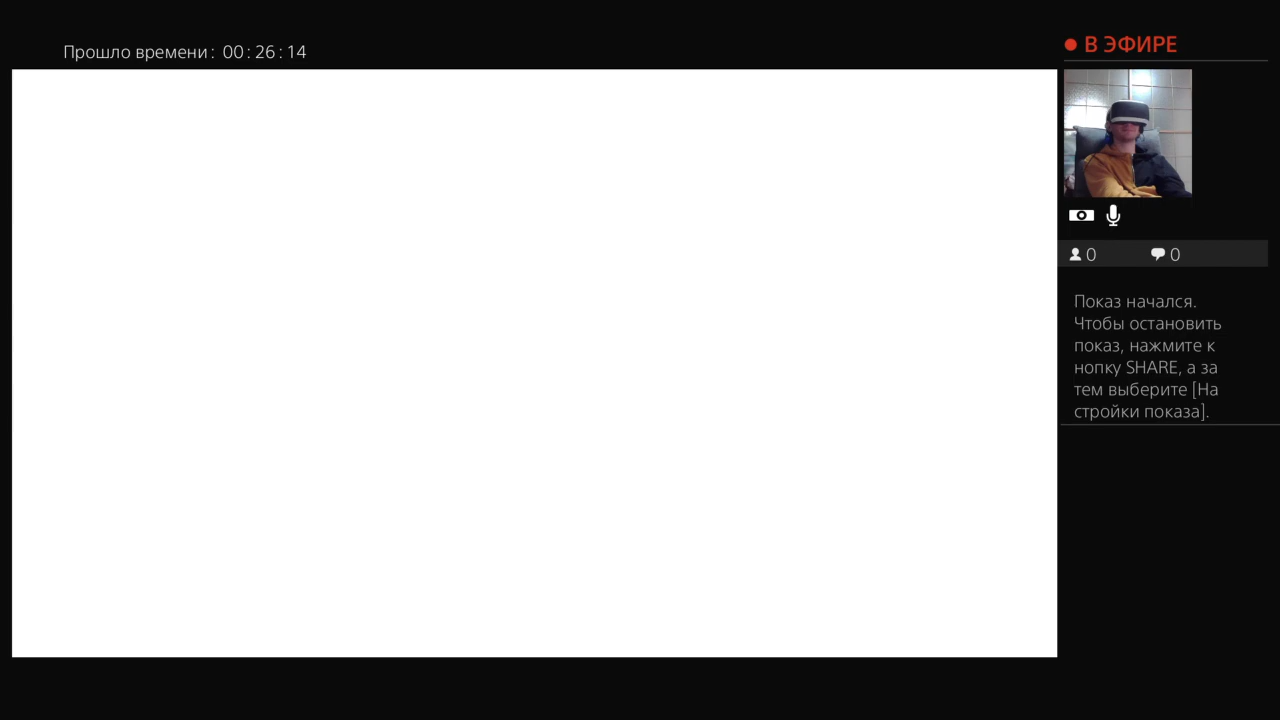 Прошло времени: 00:26:14
В ЭФИРЕ
0 0
Показ начался.
Чтобы остановить
показ, нажмите к
нопку SHARE, а за
тем выберите [На
стройки показа].